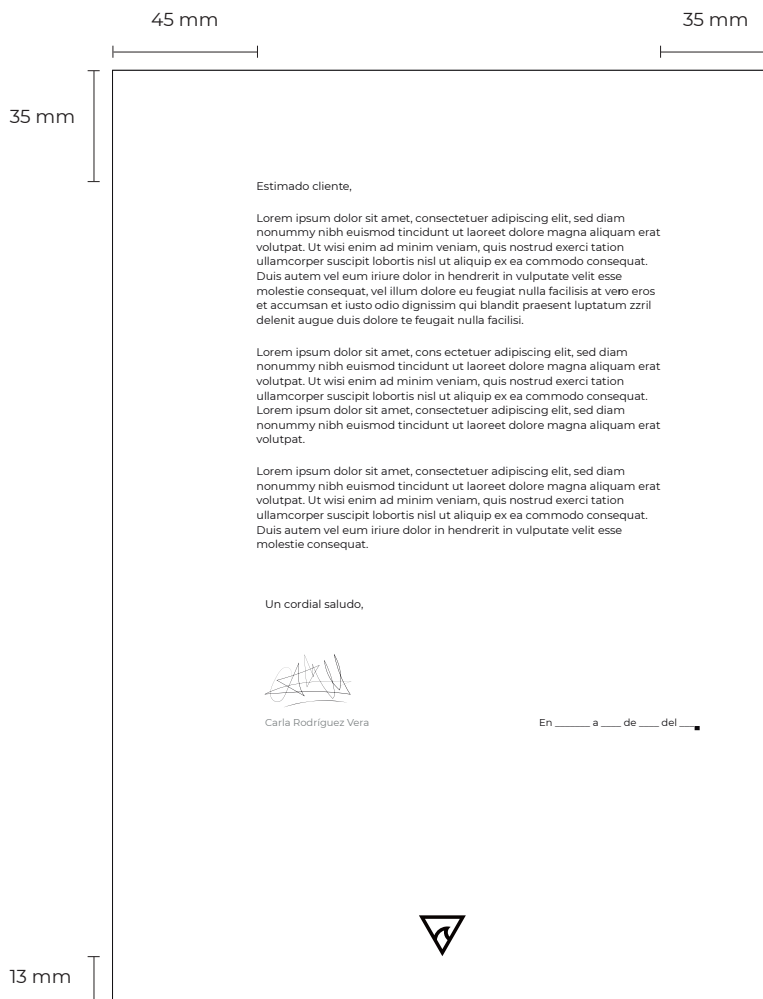 45 mm
35 mm
35 mm
Estimado cliente,
Lorem ipsum dolor sit amet, consectetuer adipiscing elit, sed diam
nonummy nibh euismod tincidunt ut laoreet dolore magna aliquam erat
volutpat. Ut wisi enim ad minim veniam, quis nostrud exerci tation
ullamcorper suscipit lobortis nisl ut aliquip ex ea commodo consequat.
Duis autem vel eum iriure dolor in hendrerit in vulputate velit esse
molestie consequat, vel illum dolore eu feugiat nulla facilisis at vero eros
et accumsan et iusto odio dignissim qui blandit praesent luptatum zzril
delenit augue duis dolore te feugait nulla facilisi.
Lorem ipsum dolor sit amet, cons ectetuer adipiscing elit, sed diam
nonummy nibh euismod tincidunt ut laoreet dolore magna aliquam erat
volutpat. Ut wisi enim ad minim veniam, quis nostrud exerci tation
ullamcorper suscipit lobortis nisl ut aliquip ex ea commodo consequat.
Lorem ipsum dolor sit amet, consectetuer adipiscing elit, sed diam
nonummy nibh euismod tincidunt ut laoreet dolore magna aliquam erat
volutpat.
Lorem ipsum dolor sit amet, consectetuer adipiscing elit, sed diam
nonummy nibh euismod tincidunt ut laoreet dolore magna aliquam erat
volutpat. Ut wisi enim ad minim veniam, quis nostrud exerci tation
ullamcorper suscipit lobortis nisl ut aliquip ex ea commodo consequat.
Duis autem vel eum iriure dolor in hendrerit in vulputate velit esse
molestie consequat.
Un cordial saludo,
Carla Rodríguez Vera
En _______ a ____ de ____ del ____
13 mm